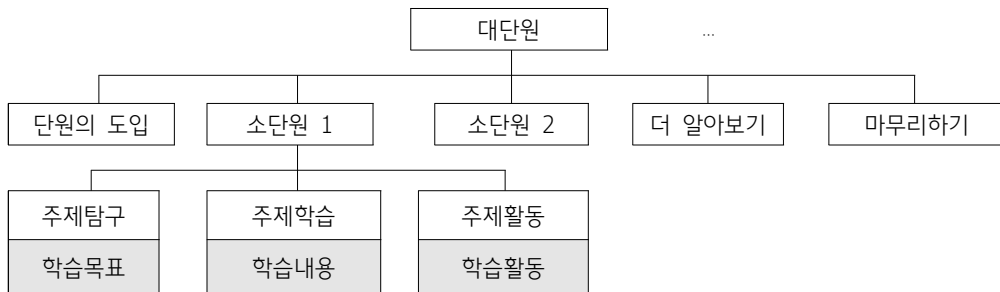 대단원 ...
단원의 도입 소단원 1 소단원 2 더 알아보기 마무리하기
주제탐구 주제학습 주제활동
학습목표 학습내용 학습활동